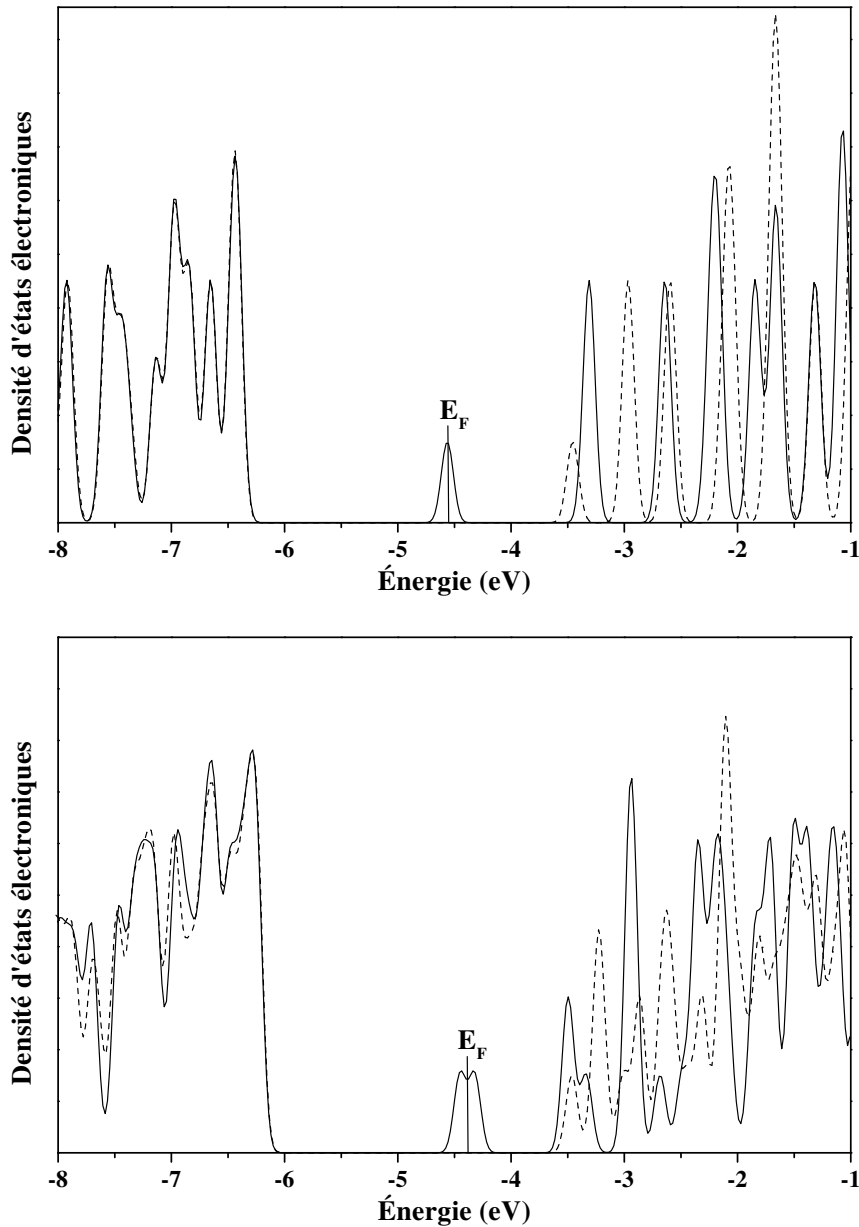 Densité d'états électroniques
E_F
-8 -7 -6 -5 -4 -3 -2 -1
Énergie (eV)
Densité d'états électroniques
E_F
-8 -7 -6 -5 -4 -3 -2 -1
Énergie (eV)